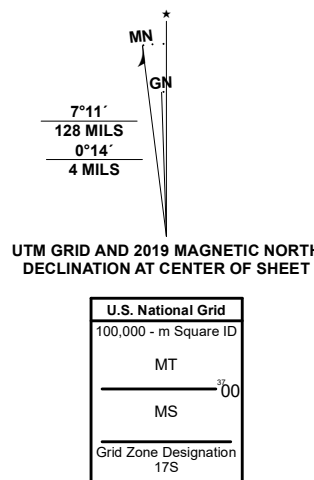 ★
MN
GN
7°11´
128 MILS
0°14´
4 MILS
UTM GRID AND 2019 MAGNETIC NORTH
DECLINATION AT CENTER OF SHEET
U.S. National Grid
100,000 - m Square ID
MT
3700
MS
Grid Zone Designation
17S